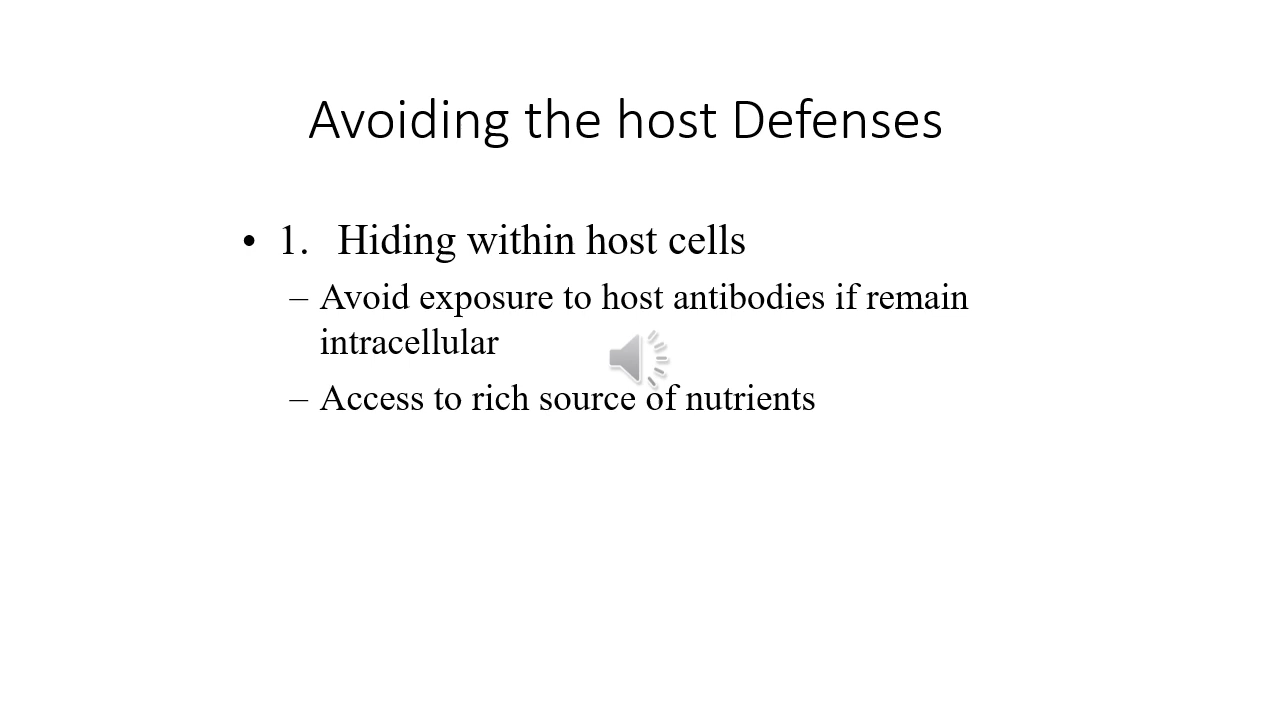 Avoiding the host Defenses
• 1. Hiding within host cells
– Avoid exposure to host antibodies if remain
intracellular
– Access to rich source of nutrients